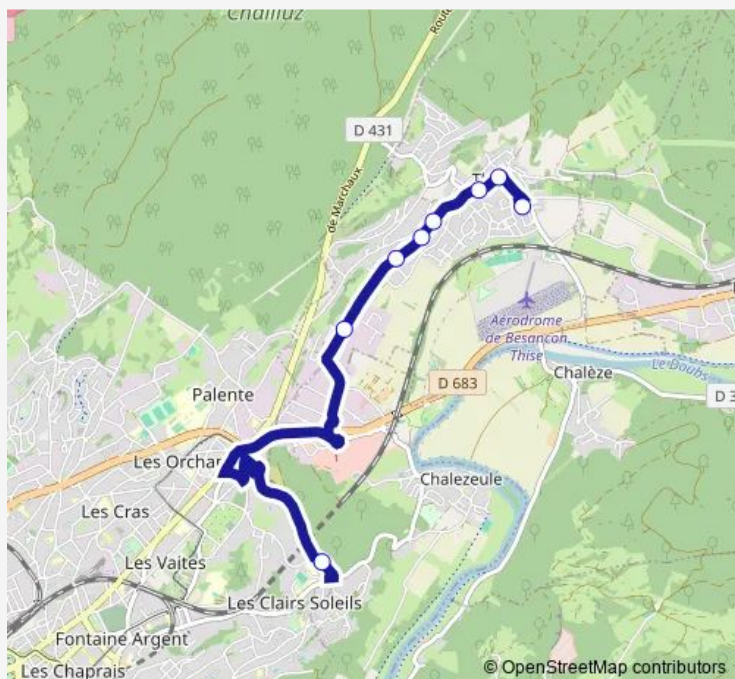 Chailluz
Route
de Marchaux
D 431
Aérodrome
de Besançon
Thise
Le Doubs
Chalèze
D 683
D 3
Palente
Les Orchar
Chalezeule
Les Cras
Les Vaites
Les Clairs Soleils
Fontaine Argent
Les Chaprais
© OpenStreetMap contributors